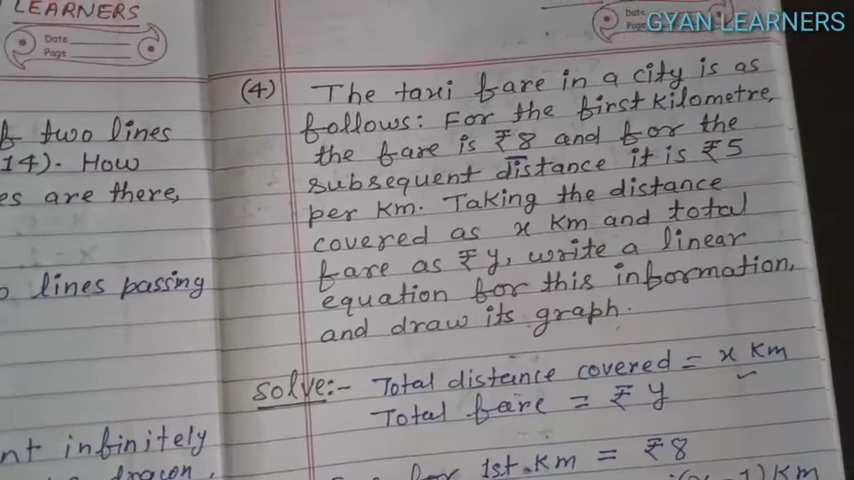 LEARNERS
Date
Page
Date
Page
GYAN LEARNERS
f two lines
14). How
es are there,
lines passing
nt infinitely
(4) The taxi fare in a city is as
follows: For the first kilometre,
the fare is ₹8 and for the
subsequent distance it is ₹5
per km. Taking the distance
covered as x km and total
fare as ₹y, write a linear
equation for this information,
and draw its graph.
Solve:- Total distance covered = x km
Total fare = ₹y
for 1st. km = ₹8
1) km